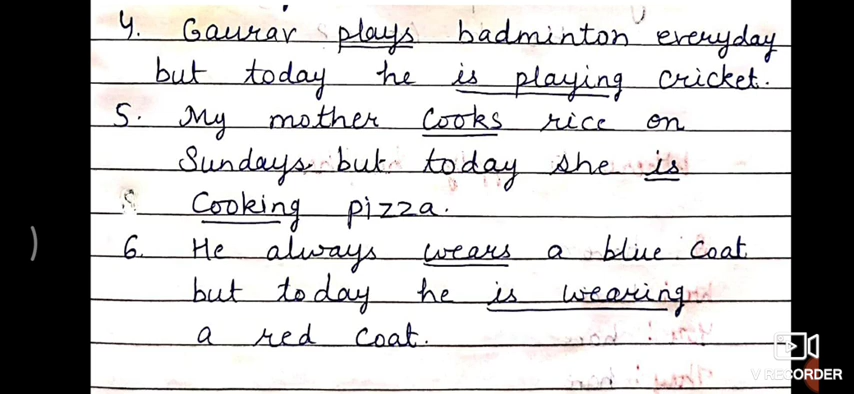 4. Gaurav plays badminton everyday
but today he is playing cricket.
5. My mother cooks rice on
Sundays but today she is
cooking pizza.
6. He always wears a blue coat
but today he is wearing
a red coat.
V RECORDER